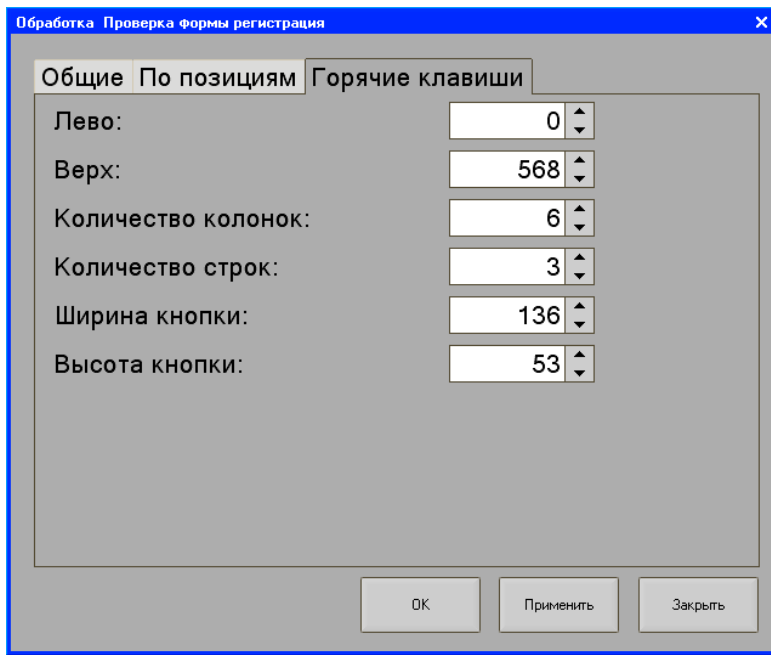 Обработка Проверка формы регистрация
Общие По позициям Горячие клавиши
Лево: 0
Верх: 568
Количество колонок: 6
Количество строк: 3
Ширина кнопки: 136
Высота кнопки: 53
OK Применить Закрыть